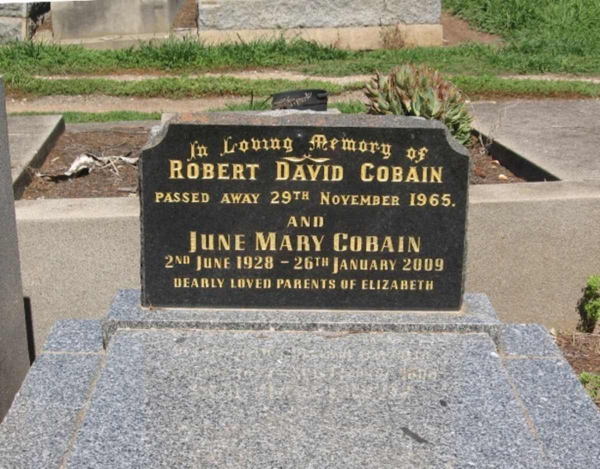 In Loving Memory of
ROBERT DAVID COBAIN
PASSED AWAY 29TH NOVEMBER 1965.
AND
JUNE MARY COBAIN
2ND JUNE 1928 – 26TH JANUARY 2009
DEARLY LOVED PARENTS OF ELIZABETH